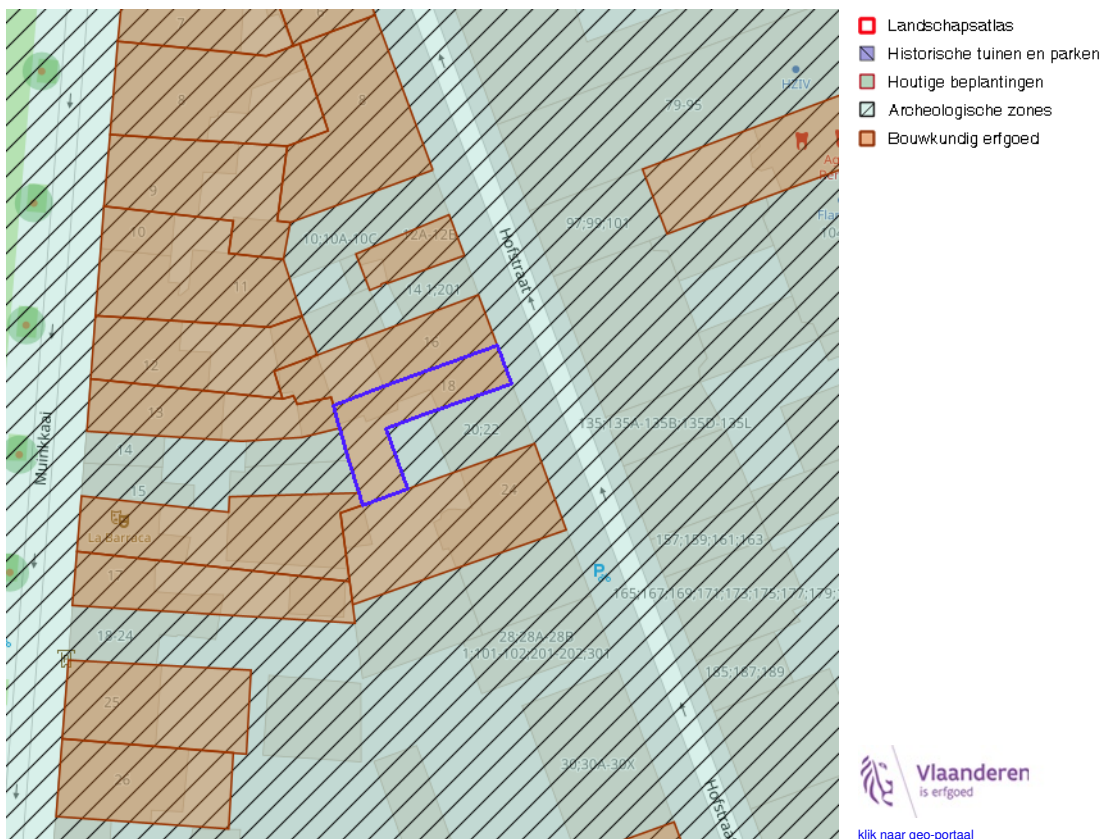 7
6
8
8
9
10
11
12
13
14
15
La Barraca
17
18-24
25
26
Muinkkaai
10;10A-10C
12A-12B
14 1;201
16
18
20;22
24
Hofstraat
79-95
HZIV
97;99;101
135;135A-135B;135D-135L
157;159;161;163
165;167;169;171;173;175;177;179;
P
28;28A-28B
1;101-102;201-202;301
185;187;189
30;30A-30X
Landschapsatlas
Historische tuinen en parken
Houtige beplantingen
Archeologische zones
Bouwkundig erfgoed
Vlaanderen
is erfgoed
klik naar geo-portaal